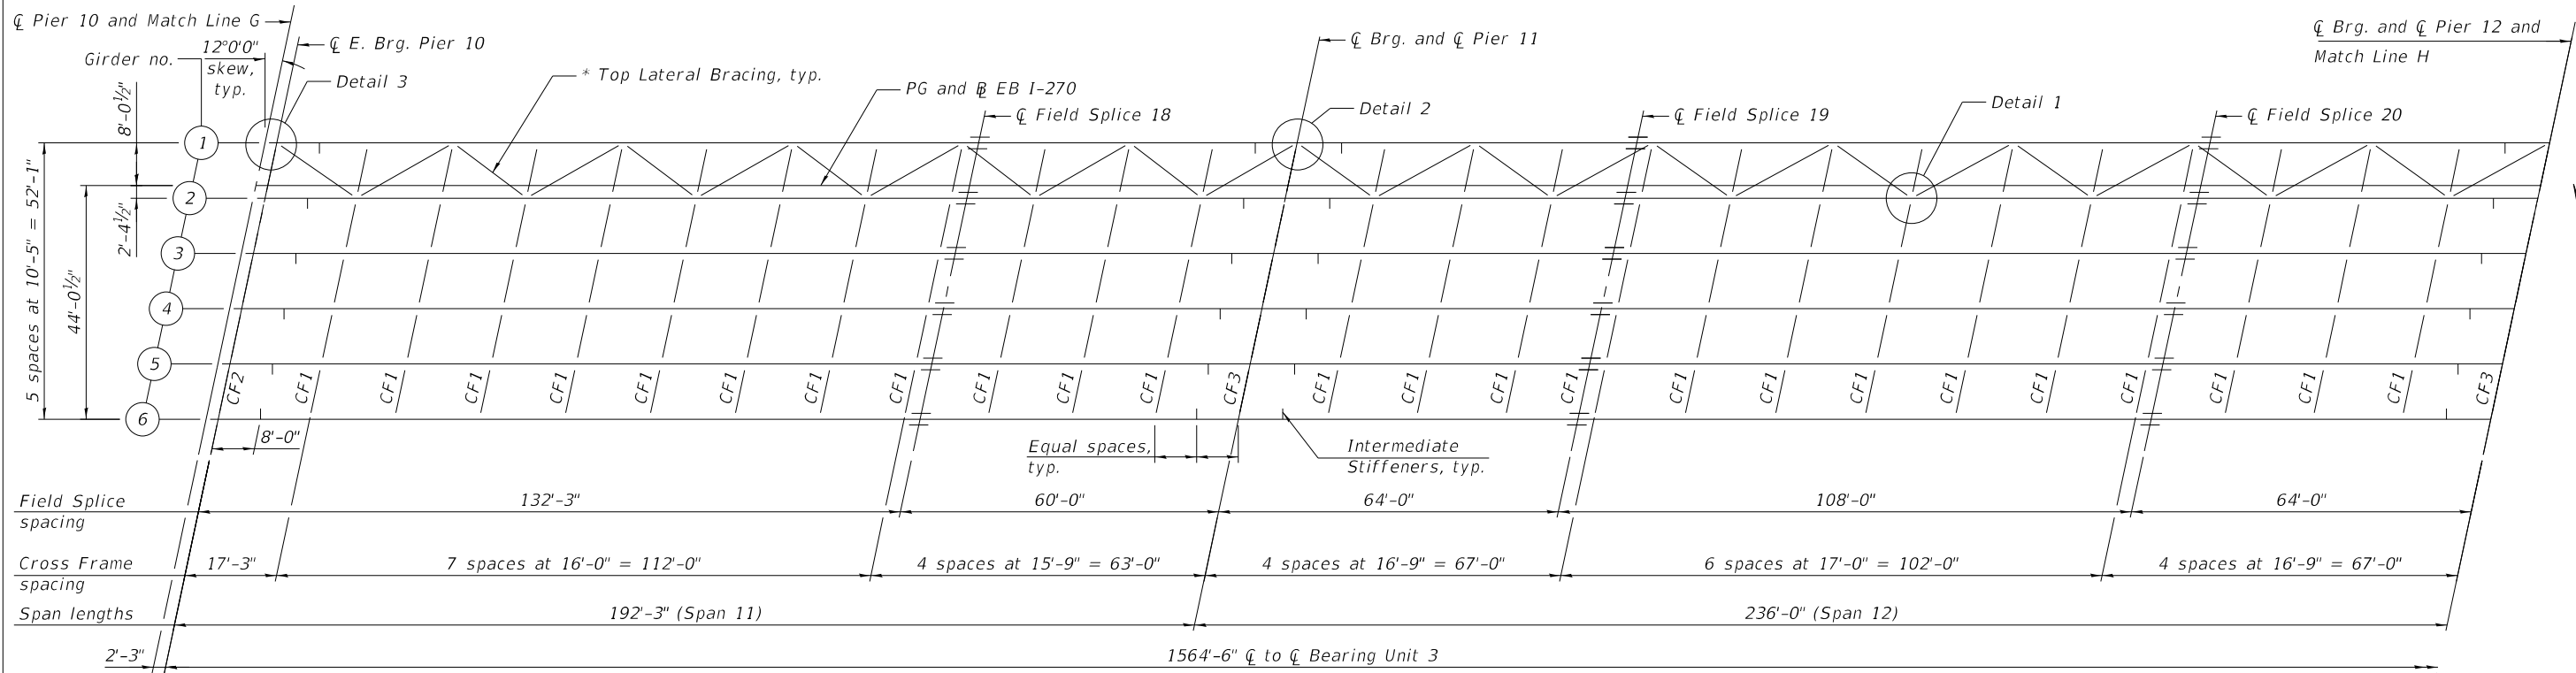 ℄ Pier 10 and Match Line G
℄ E. Brg. Pier 10
Girder no.
12°0'0"
skew,
typ.
Detail 3
* Top Lateral Bracing, typ.
PG and ℄ EB I-270
℄ Field Splice 18
℄ Brg. and ℄ Pier 11
Detail 2
℄ Field Splice 19
Detail 1
℄ Field Splice 20
℄ Brg. and ℄ Pier 12 and
Match Line H
8'-0½"
2'-4½"
5 spaces at 10'-5" = 52'-1"
44'-0½"
1
2
3
4
5
6
CF2
CF1
CF1
CF1
CF1
CF1
CF1
CF1
CF1
CF1
CF1
CF1
CF3
CF1
CF1
CF1
CF1
CF1
CF1
CF1
CF1
CF1
CF1
CF1
CF1
CF3
8'-0"
Equal spaces,
typ.
Intermediate
Stiffeners, typ.
Field Splice
spacing
132'-3"
60'-0"
64'-0"
108'-0"
64'-0"
Cross Frame
spacing
17'-3"
7 spaces at 16'-0" = 112'-0"
4 spaces at 15'-9" = 63'-0"
4 spaces at 16'-9" = 67'-0"
6 spaces at 17'-0" = 102'-0"
4 spaces at 16'-9" = 67'-0"
Span lengths
192'-3" (Span 11)
236'-0" (Span 12)
2'-3"
1564'-6" ℄ to ℄ Bearing Unit 3